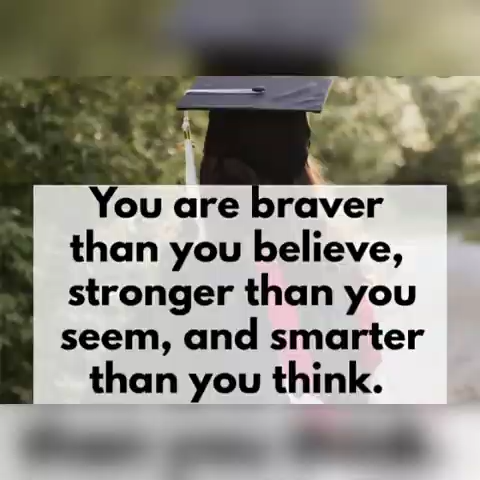 You are braver
than you believe,
stronger than you
seem, and smarter
than you think.